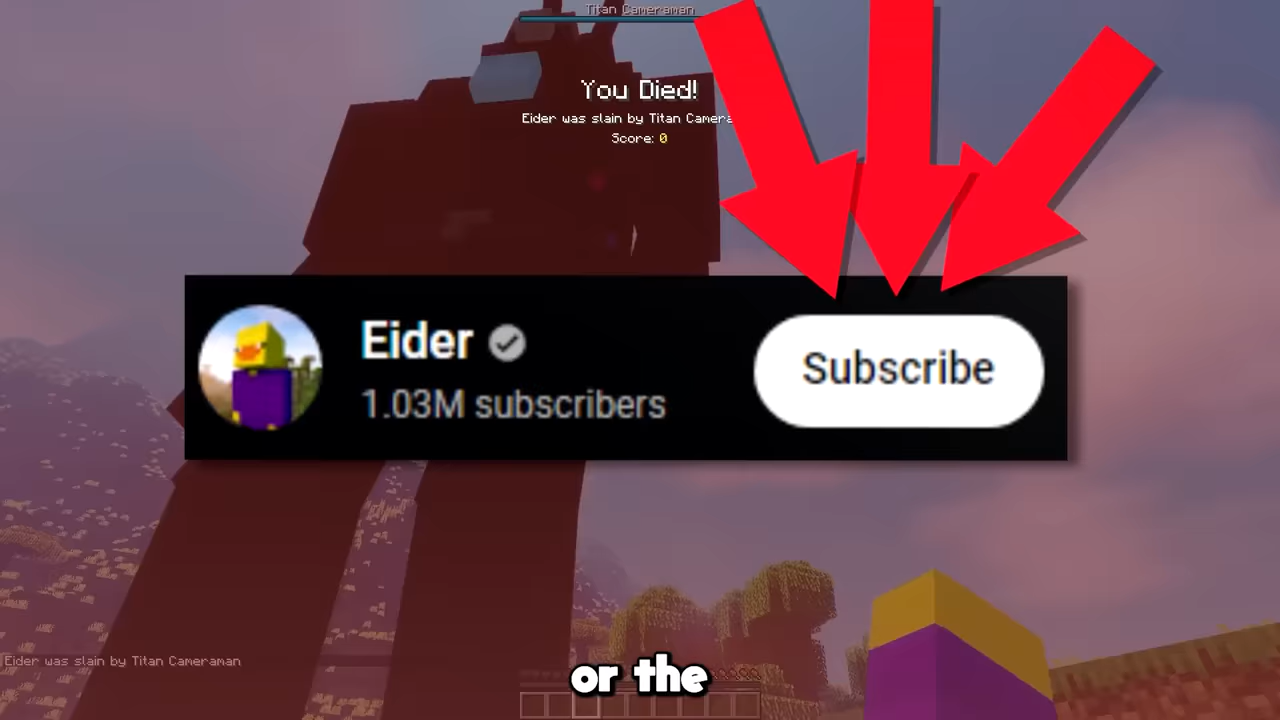 Titan Cameraman
You Died!
Eider was slain by Titan Camera
Score: 0
Eider
1.03M subscribers
Subscribe
Eider was slain by Titan Cameraman
or the